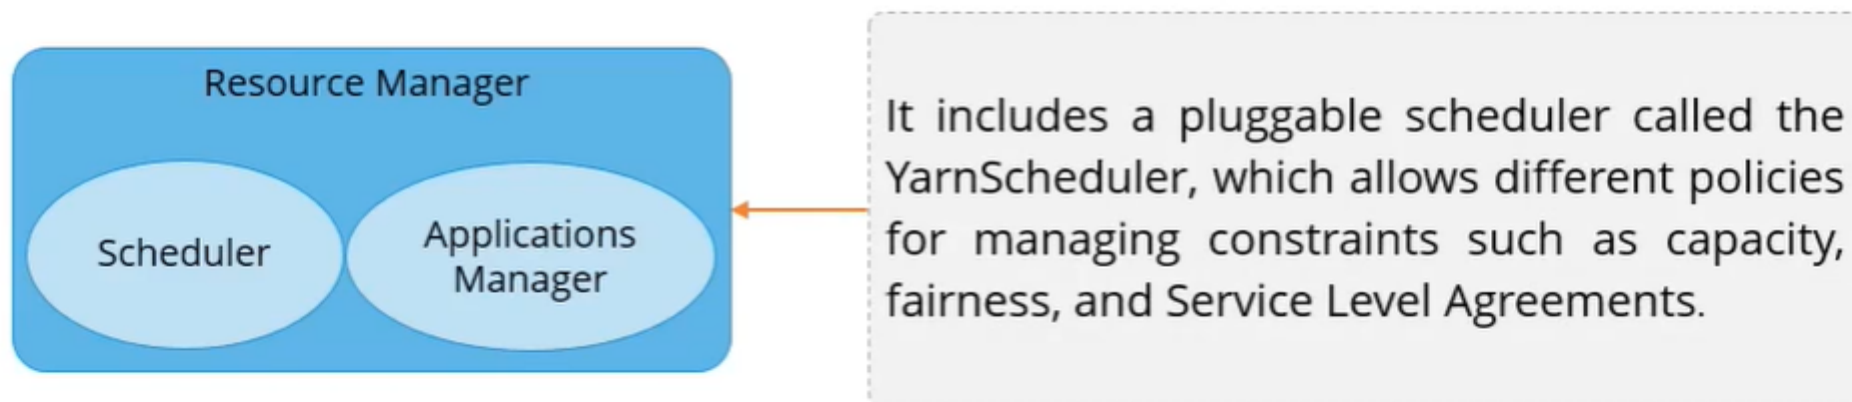 Resource Manager
Scheduler
Applications
Manager
It includes a pluggable scheduler called the
YarnScheduler, which allows different policies
for managing constraints such as capacity,
fairness, and Service Level Agreements.